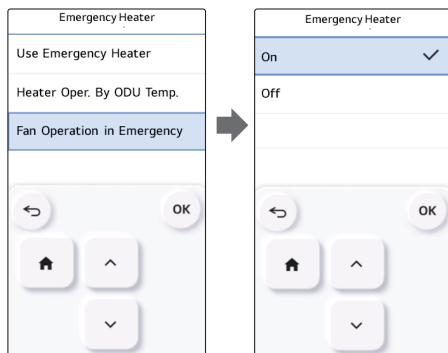 Emergency Heater
Use Emergency Heater
Heater Oper. By ODU Temp.
Fan Operation in Emergency
OK
Emergency Heater
On
Off
OK